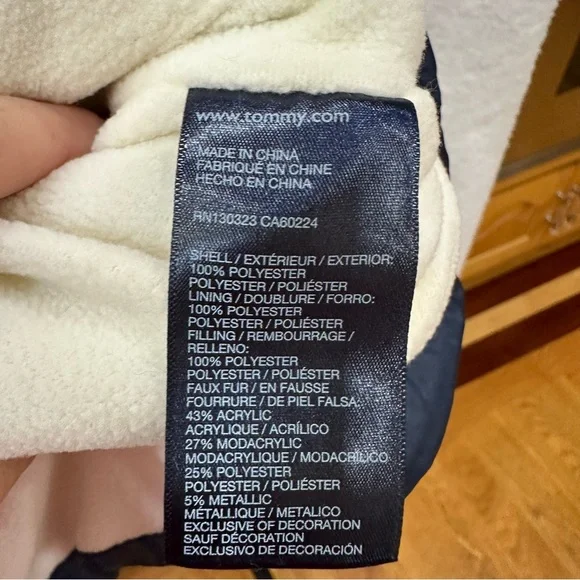 www.tommy.com
MADE IN CHINA
FABRIQUÉ EN CHINE
HECHO EN CHINA
RN130323 CA60224
SHELL / EXTÉRIEUR / EXTERIOR:
100% POLYESTER
POLYESTER / POLIÉSTER
LINING / DOUBLURE / FORRO:
100% POLYESTER
POLYESTER / POLIÉSTER
FILLING / REMBOURRAGE /
RELLENO:
100% POLYESTER
POLYESTER / POLIÉSTER
FAUX FUR / EN FAUSSE
FOURRURE / DE PIEL FALSA:
43% ACRYLIC
ACRYLIQUE / ACRÍLICO
27% MODACRYLIC
MODACRYLIQUE / MODACRÍLICO
25% POLYESTER
POLYESTER / POLIÉSTER
5% METALLIC
MÉTALLIQUE / METALICO
EXCLUSIVE OF DECORATION
SAUF DÉCORATION
EXCLUSIVO DE DECORACIÓN